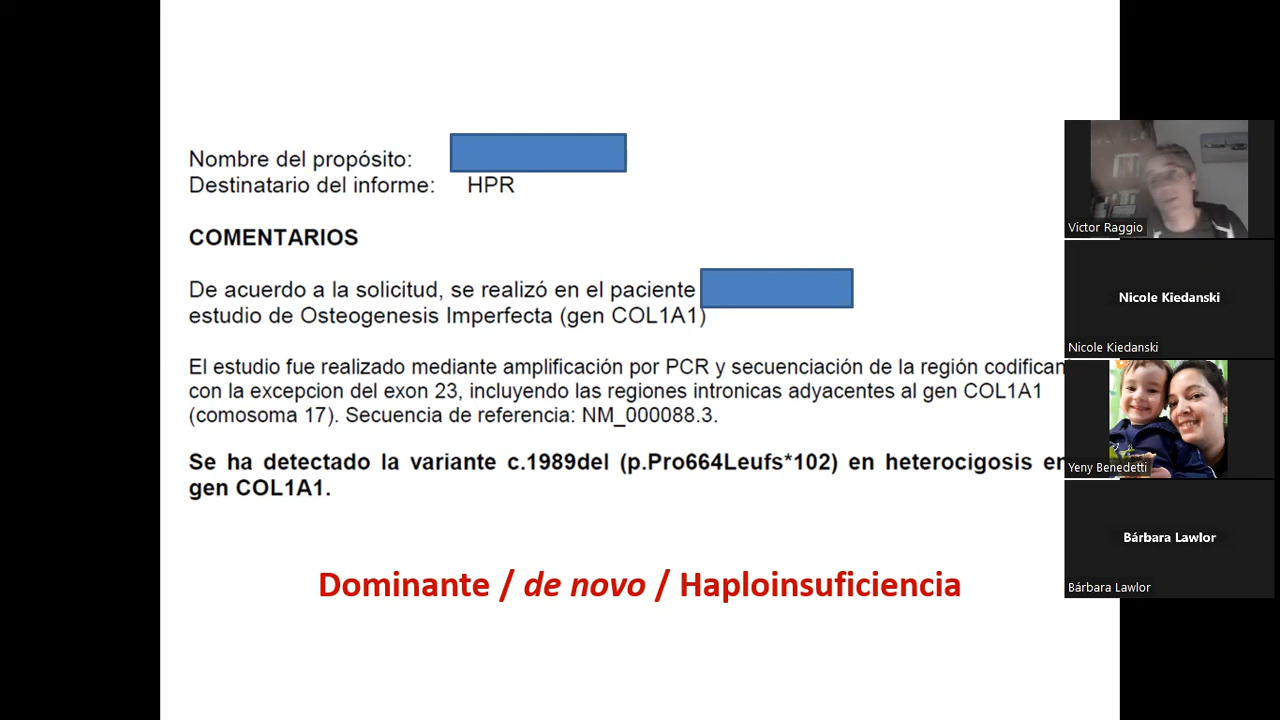 Nombre del propósito:
Destinatario del informe: HPR
COMENTARIOS
De acuerdo a la solicitud, se realizó en el paciente
estudio de Osteogenesis Imperfecta (gen COL1A1)
El estudio fue realizado mediante amplificación por PCR y secuenciación de la región codifican
con la excepcion del exon 23, incluyendo las regiones intronicas adyacentes al gen COL1A1
(comosoma 17). Secuencia de referencia: NM_000088.3.
Se ha detectado la variante c.1989del (p.Pro664Leufs*102) en heterocigosis en
gen COL1A1.
Dominante / de novo / Haploinsuficiencia
Victor Raggio
Nicole Kiedanski
Nicole Kiedanski
Yeny Benedetti
Bárbara Lawlor
Bárbara Lawlor